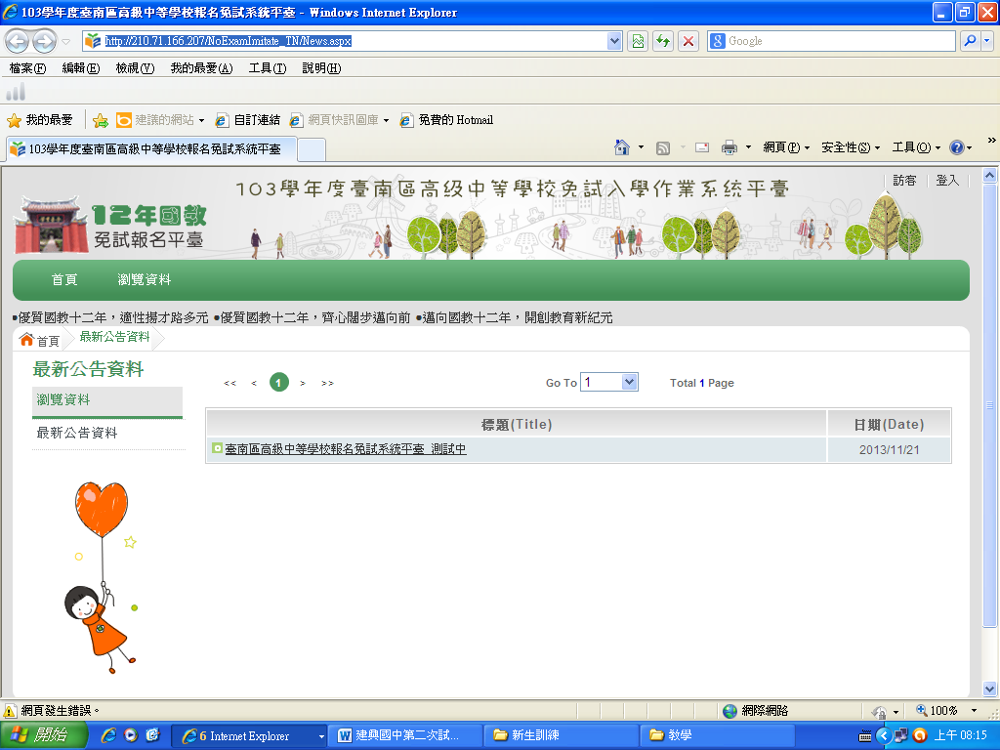 103學年度臺南區高級中等學校報名免試系統平臺 - Windows Internet Explorer
http://210.71.166.207/NoExamImitate_TN/News.aspx
Google
檔案(F) 編輯(E) 檢視(V) 我的最愛(A) 工具(T) 說明(H)
我的最愛 建議的網站 自訂連結 網頁快訊圖庫 免費的 Hotmail
103學年度臺南區高級中等學校報名免試系統平臺 網頁(P) 安全性(S) 工具(O) »
103學年度臺南區高級中等學校免試入學作業系統平臺 訪客 登入
12年國教
免試報名平臺
首頁 瀏覽資料
●優質國教十二年，適性揚才路多元 ●優質國教十二年，齊心闊步邁向前 ●邁向國教十二年，開創教育新紀元
首頁 最新公告資料
最新公告資料
<< < 1 > >> Go To 1 Total 1 Page
瀏覽資料
最新公告資料
標題(Title) 日期(Date)
臺南區高級中等學校報名免試系統平臺_測試中 2013/11/21
網頁發生錯誤。 網際網路 100%
開始 6 Internet Explorer 建興國中第二次試... 新生訓練 教學 上午 08:15